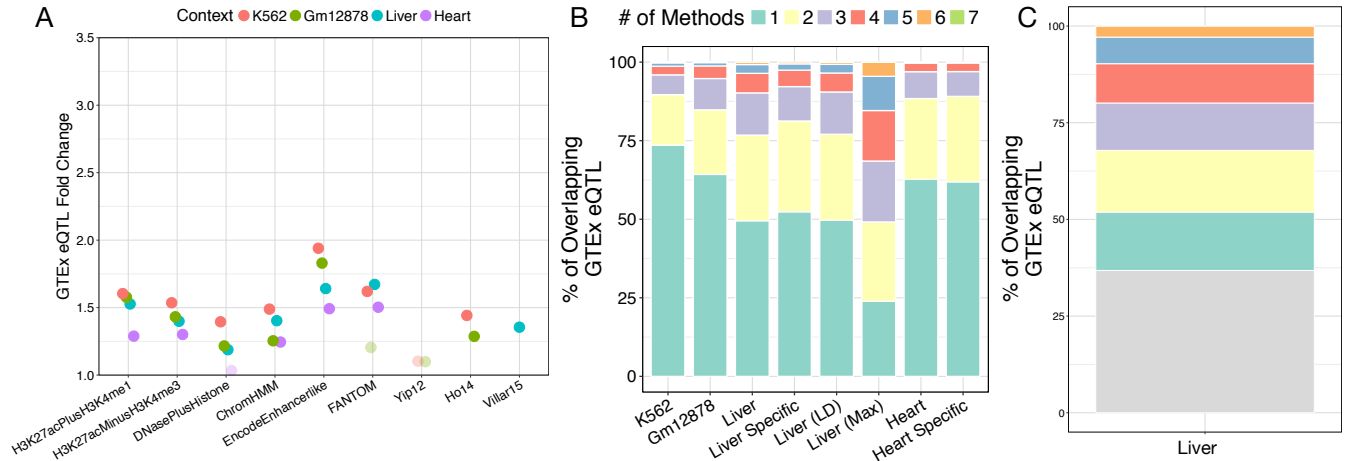 A
Context K562 Gm12878 Liver Heart
GTEx eQTL Fold Change
3.5
3.0
2.5
2.0
1.5
1.0
H3K27acPlusH3K4me1
H3K27acMinusH3K4me3
DNasePlusHistone
ChromHMM
EncodeEnhancerlike
FANTOM
Yip12
Ho14
Villar15
B
# of Methods 1 2 3 4 5 6 7
% of Overlapping
GTEx eQTL
100
75
50
25
0
K562
Gm12878
Liver
Liver Specific
Liver (LD)
Liver (Max)
Heart
Heart Specific
C
% of Overlapping
GTEx eQTL
100
75
50
25
0
Liver